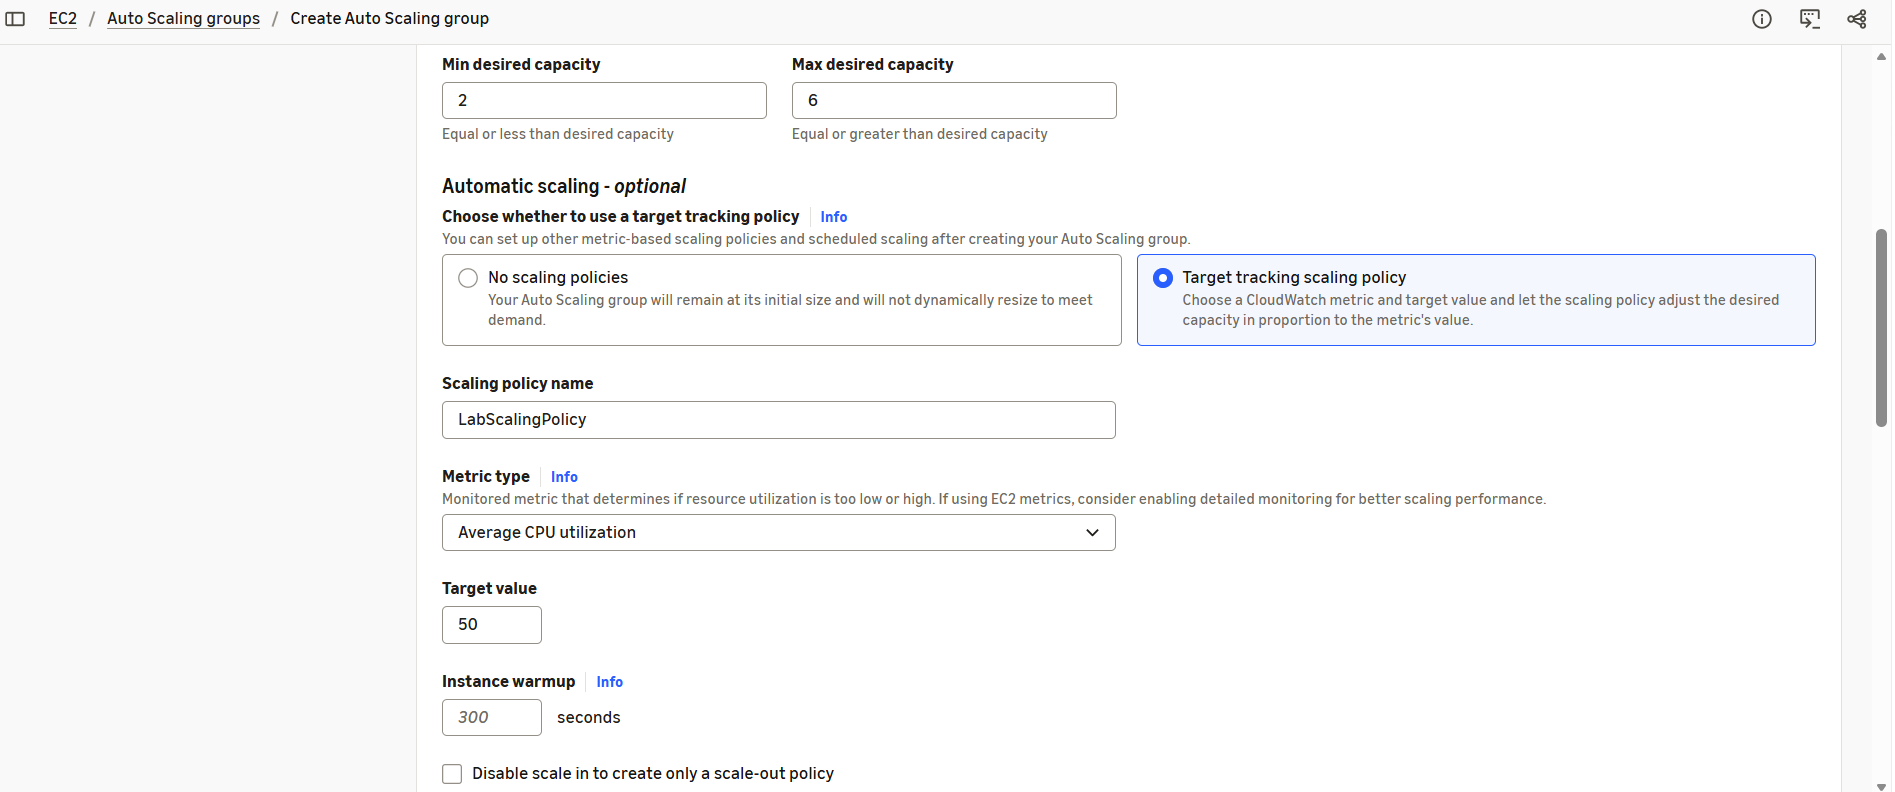 EC2 / Auto Scaling groups / Create Auto Scaling group
Min desired capacity
Max desired capacity
2
6
Equal or less than desired capacity
Equal or greater than desired capacity
Automatic scaling - optional
Choose whether to use a target tracking policy Info
You can set up other metric-based scaling policies and scheduled scaling after creating your Auto Scaling group.
No scaling policies
Your Auto Scaling group will remain at its initial size and will not dynamically resize to meet
demand.
Target tracking scaling policy
Choose a CloudWatch metric and target value and let the scaling policy adjust the desired
capacity in proportion to the metric's value.
Scaling policy name
LabScalingPolicy
Metric type Info
Monitored metric that determines if resource utilization is too low or high. If using EC2 metrics, consider enabling detailed monitoring for better scaling performance.
Average CPU utilization
Target value
50
Instance warmup Info
300 seconds
Disable scale in to create only a scale-out policy